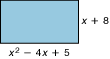 x + 8
x² − 4x + 5